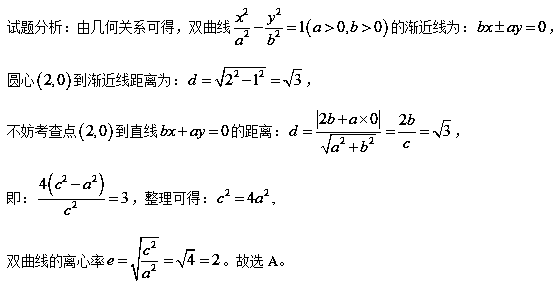 试题分析：由几何关系可得，双曲线 x²/a² − y²/b² = 1(a > 0, b > 0) 的渐近线为：bx ± ay = 0，
圆心(2,0)到渐近线距离为：d = √(2² − 1²) = √3，
不妨考查点(2,0)到直线bx + ay = 0的距离：d = |2b + a × 0|/√(a² + b²) = 2b/c = √3，
即：4(c² − a²)/c² = 3，整理可得：c² = 4a²，
双曲线的离心率 e = √(c²/a²) = √4 = 2。故选 A。